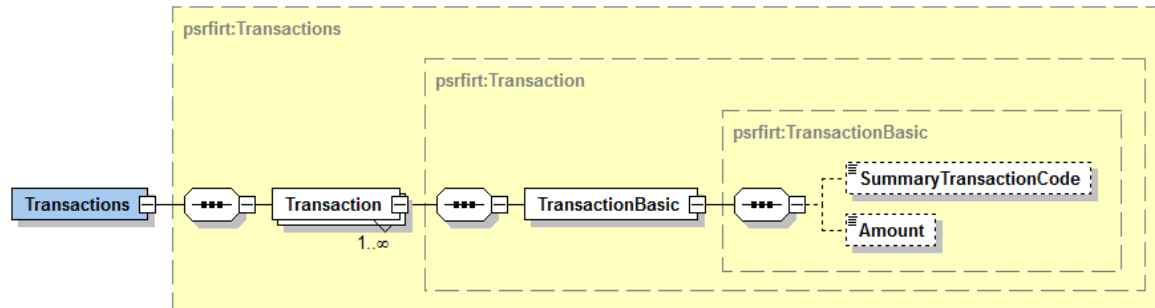 psrfirt:Transactions
psrfirt:Transaction
psrfirt:TransactionBasic
Transactions
Transaction
1..∞
TransactionBasic
SummaryTransactionCode
Amount